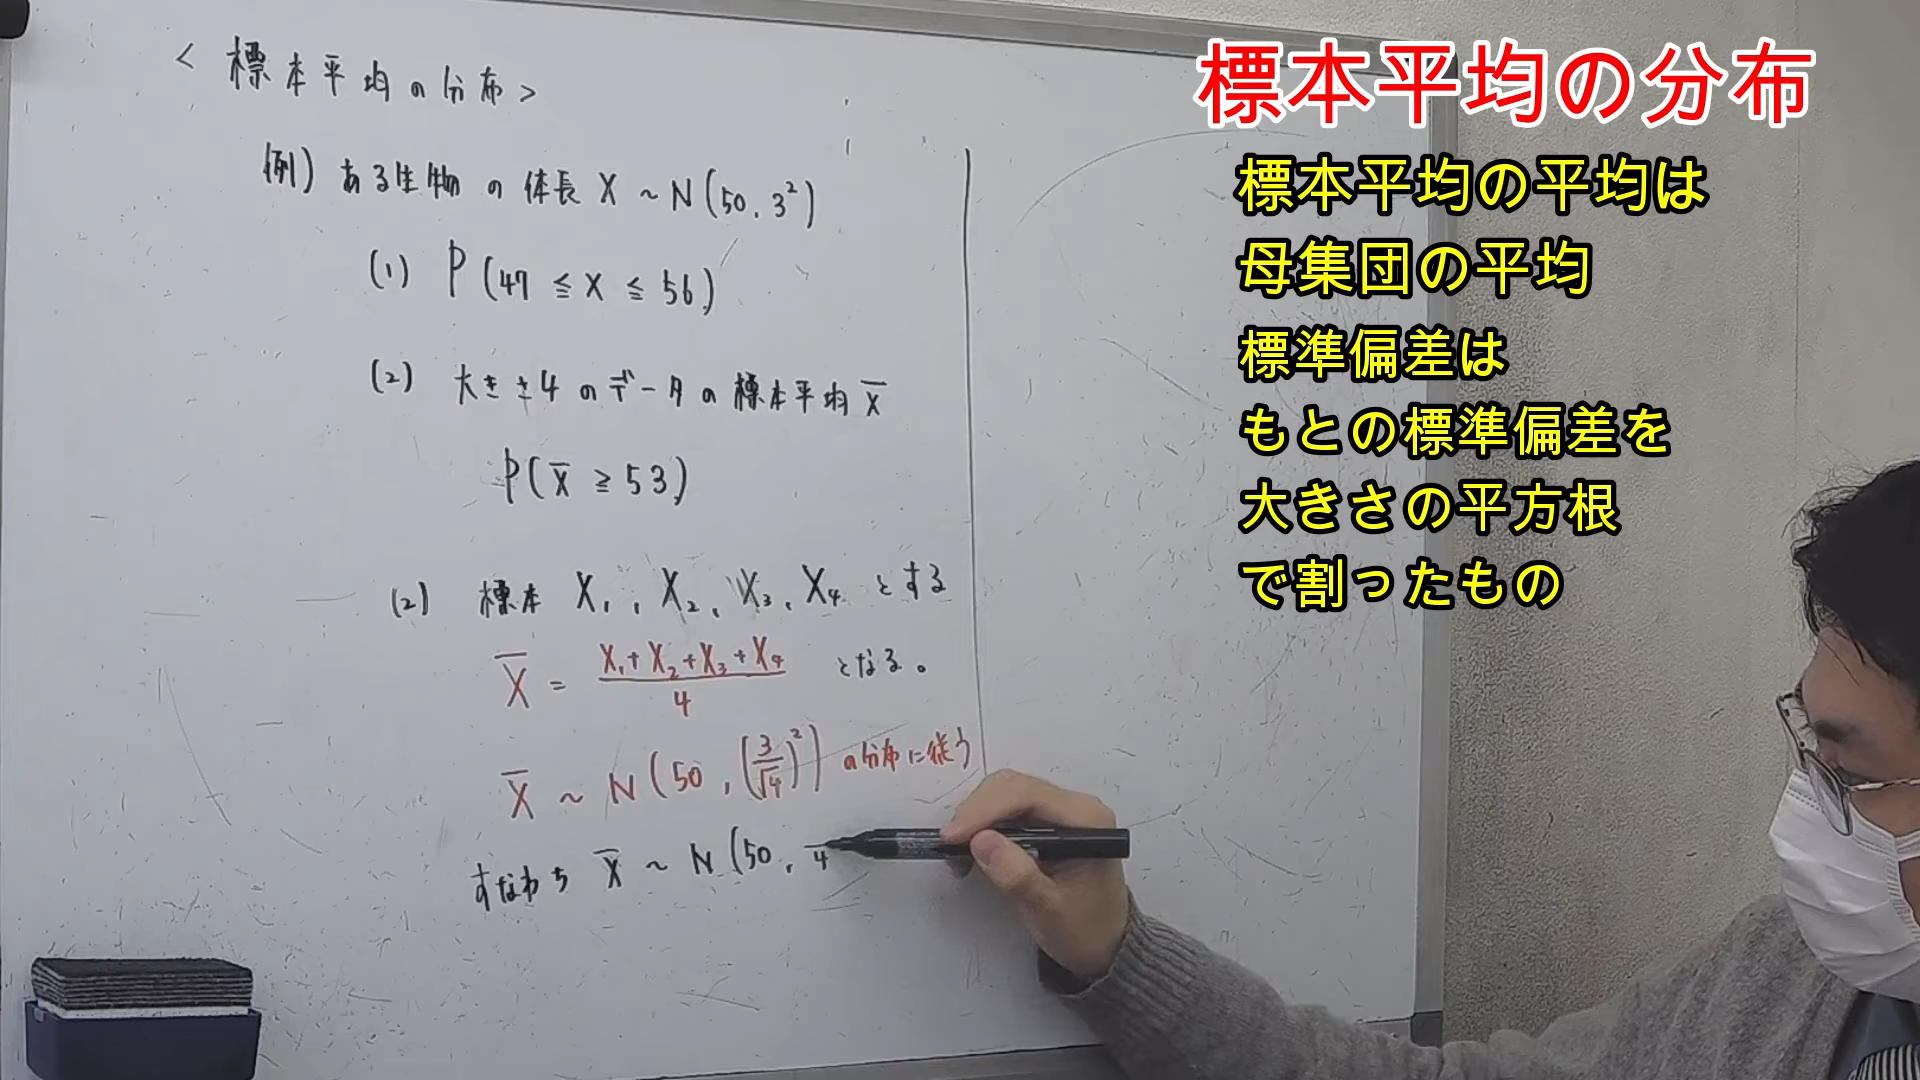 ＜標本平均の分布＞
例) ある生物の体長 X ~ N(50, 3²)
(1) P(47 ≦ X ≦ 56)
(2) 大きさ4のデータの標本平均 X̄
P(X̄ ≧ 53)
(2) 標本 X₁, X₂, X₃, X₄ とする
X̄ = (X₁+X₂+X₃+X₄)/4 となる。
X̄ ~ N(50, (3/√4)²) の分布に従う
すなわち X̄ ~ N(50, /4
標本平均の分布
標本平均の平均は
母集団の平均
標準偏差は
もとの標準偏差を
大きさの平方根
で割ったもの